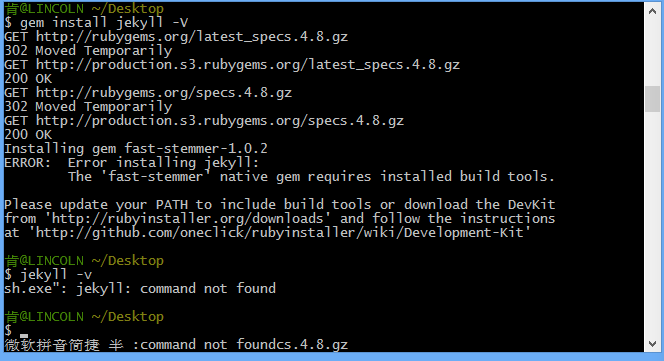 肯@LINCOLN ~/Desktop
$ gem install jekyll -V
GET http://rubygems.org/latest_specs.4.8.gz
302 Moved Temporarily
GET http://production.s3.rubygems.org/latest_specs.4.8.gz
200 OK
GET http://rubygems.org/specs.4.8.gz
302 Moved Temporarily
GET http://production.s3.rubygems.org/specs.4.8.gz
200 OK
Installing gem fast-stemmer-1.0.2
ERROR:  Error installing jekyll:
        The 'fast-stemmer' native gem requires installed build tools.

Please update your PATH to include build tools or download the DevKit
from 'http://rubyinstaller.org/downloads' and follow the instructions
at 'http://github.com/oneclick/rubyinstaller/wiki/Development-Kit'

肯@LINCOLN ~/Desktop
$ jekyll -v
sh.exe": jekyll: command not found

肯@LINCOLN ~/Desktop
$ _
微软拼音简捷 半 :command not foundcs.4.8.gz